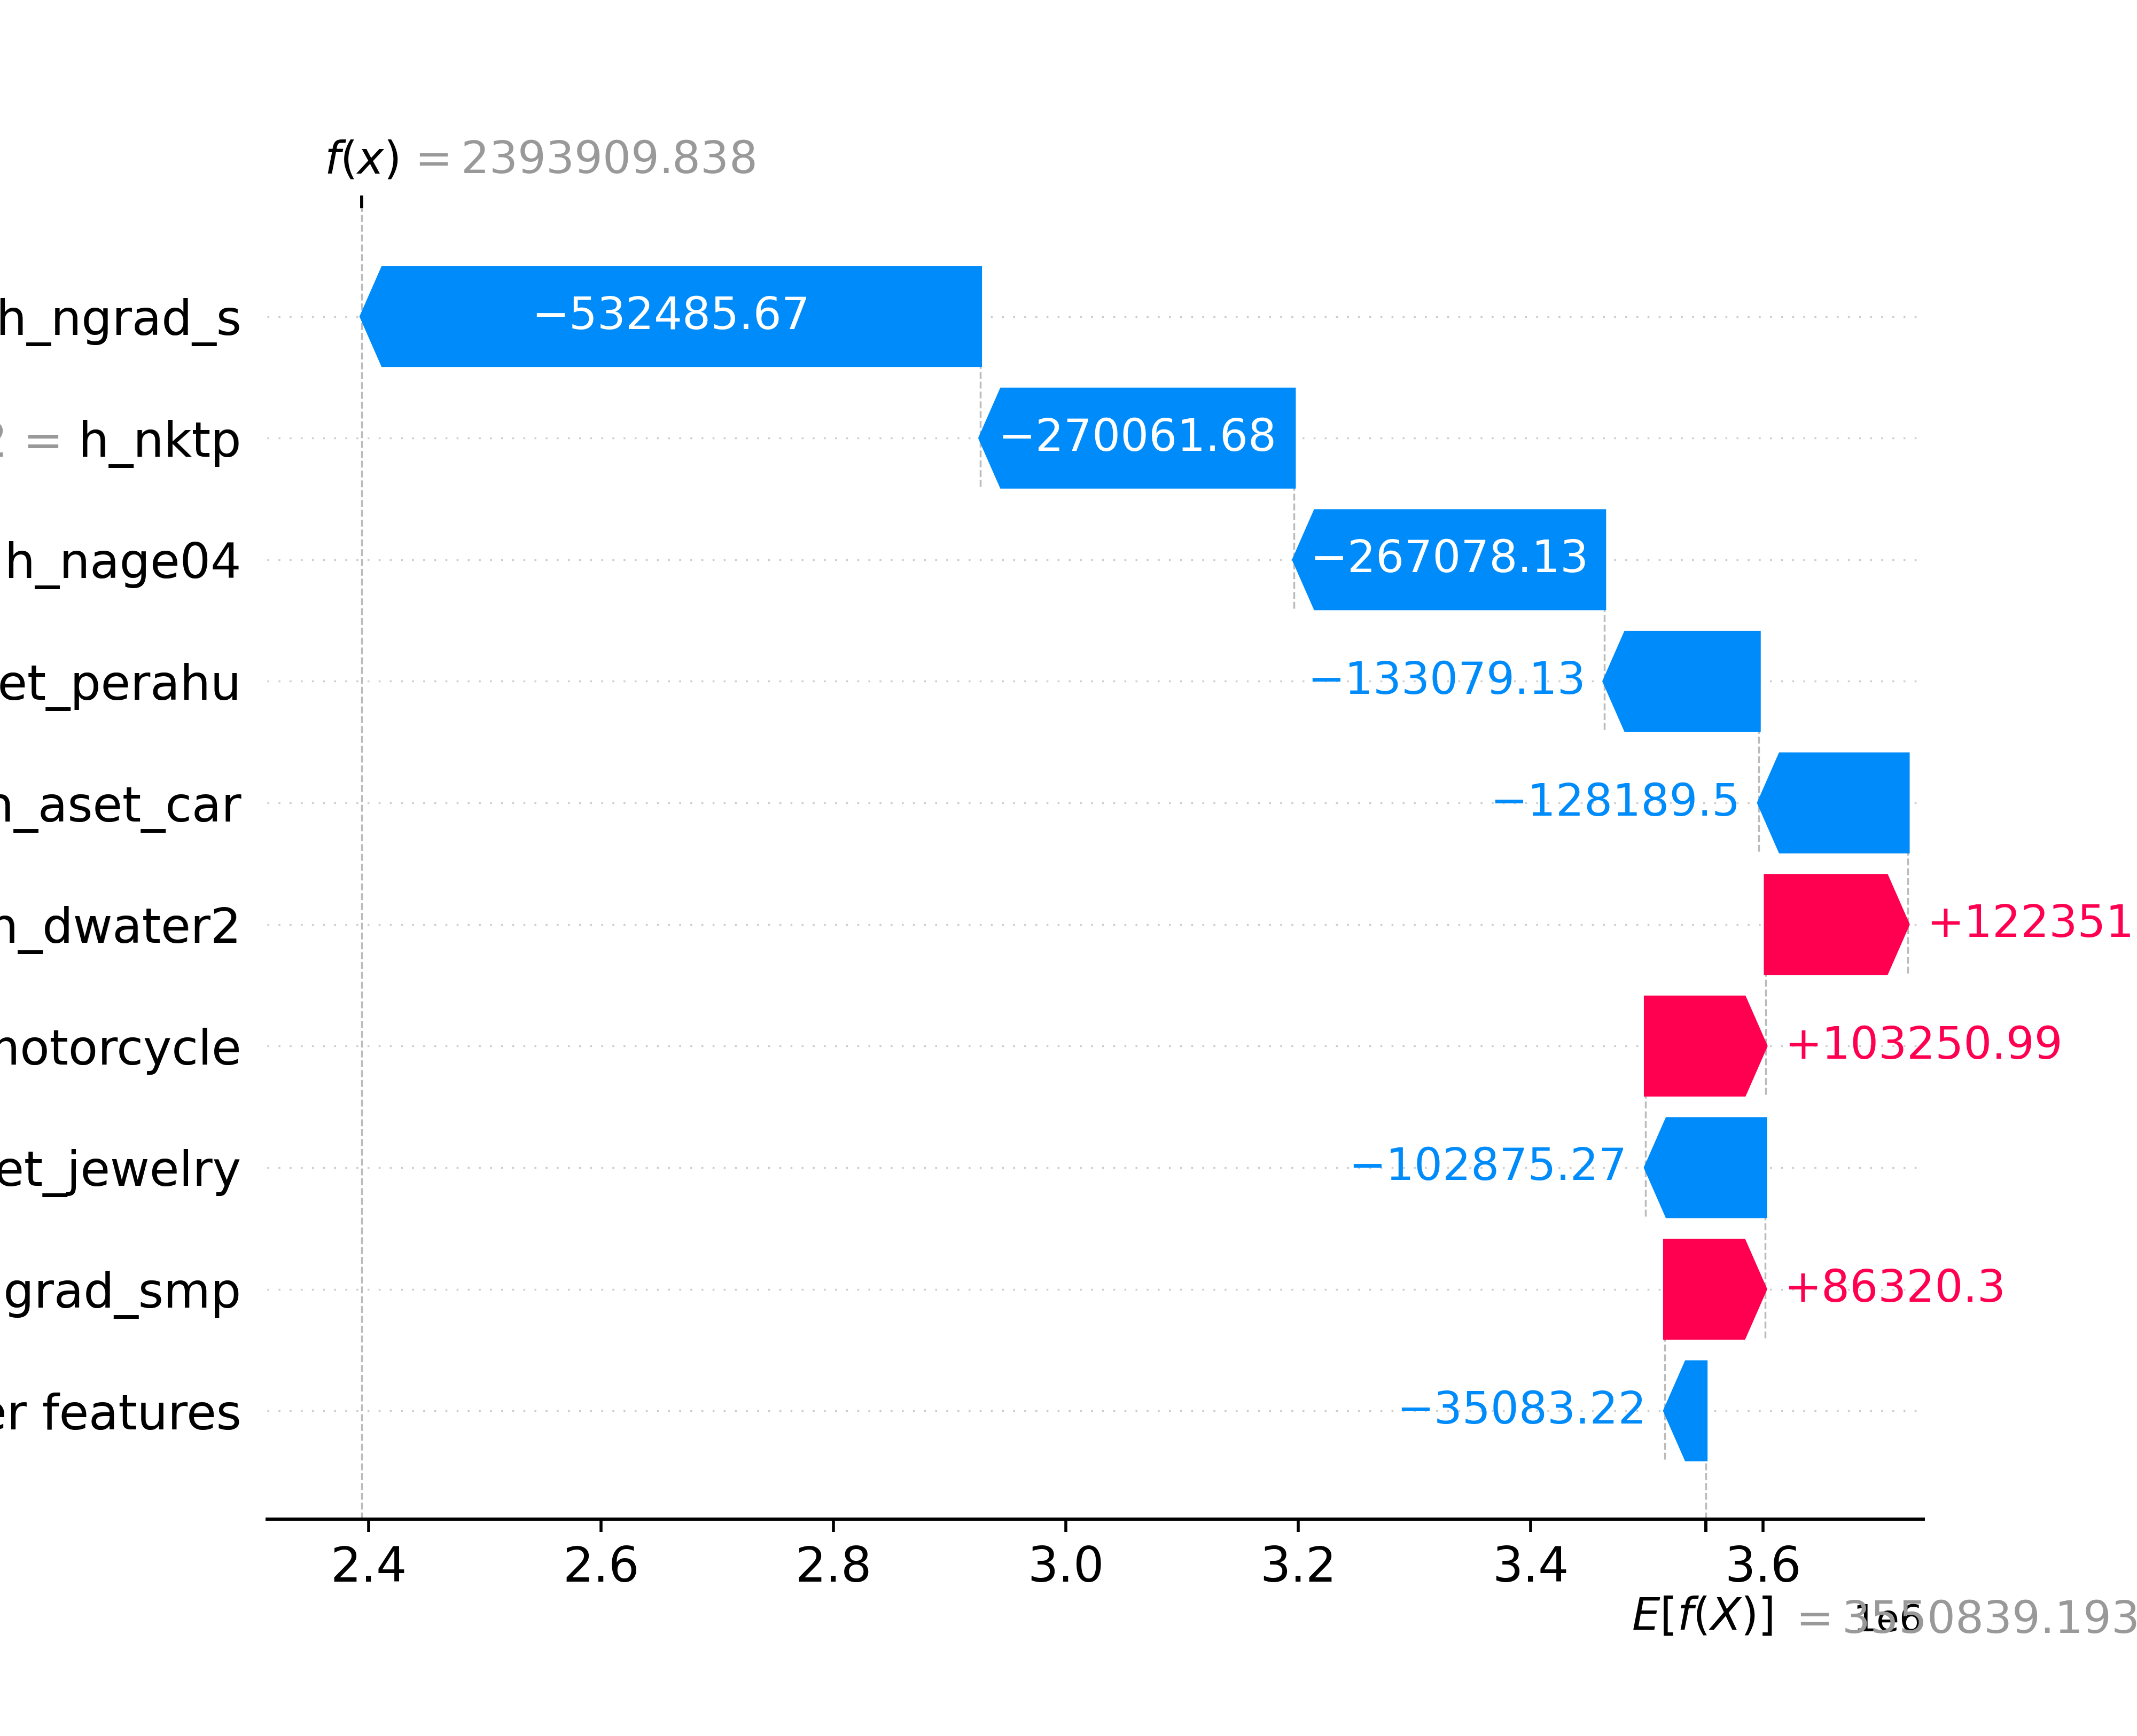 f(x) = 2393909.838
h_ngrad_s −532485.67
= h_nktp −270061.68
h_nage04 −267078.13
et_perahu −133079.13
_aset_car −128189.5
_dwater2 +122351
otorcycle +103250.99
et_jewelry −102875.27
grad_smp +86320.3
er features −35083.22
2.4 2.6 2.8 3.0 3.2 3.4 3.6
E[f(X)] = 3550839.193
1e6